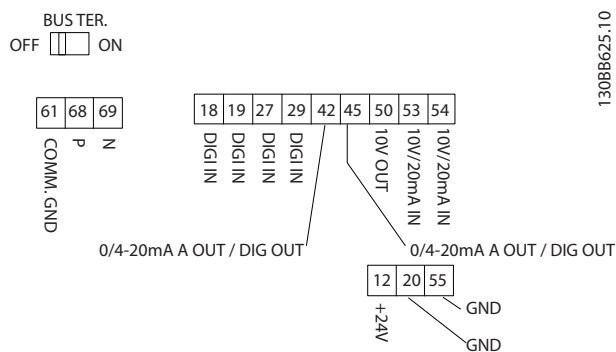 BUS TER.
OFF ON
130BB625.10
61 68 69
COMM. GND
P
N
18 19 27 29 42 45 50 53 54
DIGI IN
DIGI IN
DIGI IN
DIGI IN
10V OUT
10V/20mA IN
10V/20mA IN
0/4-20mA A OUT / DIG OUT
0/4-20mA A OUT / DIG OUT
12 20 55
+24V
GND
GND